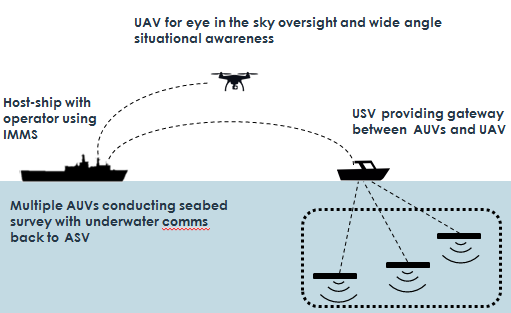 UAV for eye in the sky oversight and wide angle
situational awareness
Host-ship with
operator using
IMMS
USV providing gateway
between AUVs and UAV
Multiple AUVs conducting seabed
survey with underwater comms
back to ASV